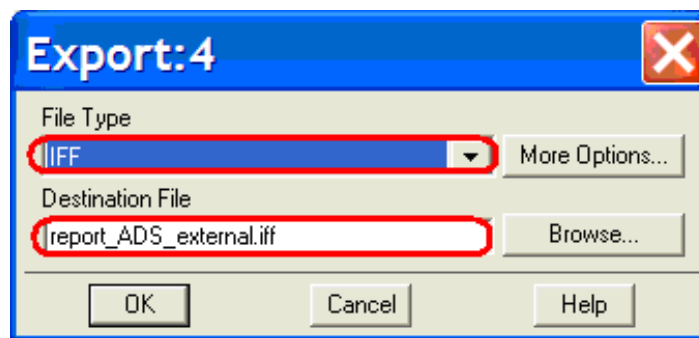 Export:4
File Type
IFF
More Options...
Destination File
report_ADS_external.iff
Browse...
OK
Cancel
Help